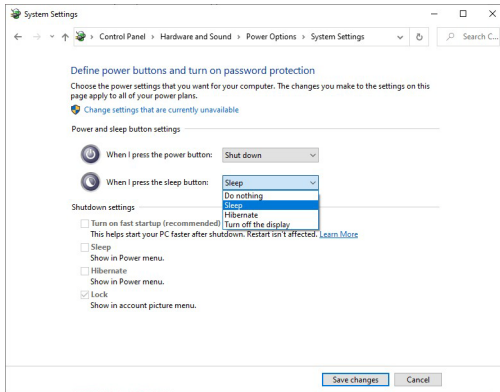 System Settings
Control Panel > Hardware and Sound > Power Options > System Settings
Search C...
Define power buttons and turn on password protection
Choose the power settings that you want for your computer. The changes you make to the settings on this
page apply to all of your power plans.
Change settings that are currently unavailable
Power and sleep button settings
When I press the power button: Shut down
When I press the sleep button: Sleep
Do nothing
Sleep
Hibernate
Turn off the display
Shutdown settings
Turn on fast startup (recommended)
This helps start your PC faster after shutdown. Restart isn't affected. Learn More
Sleep
Show in Power menu.
Hibernate
Show in Power menu.
Lock
Show in account picture menu.
Save changes Cancel